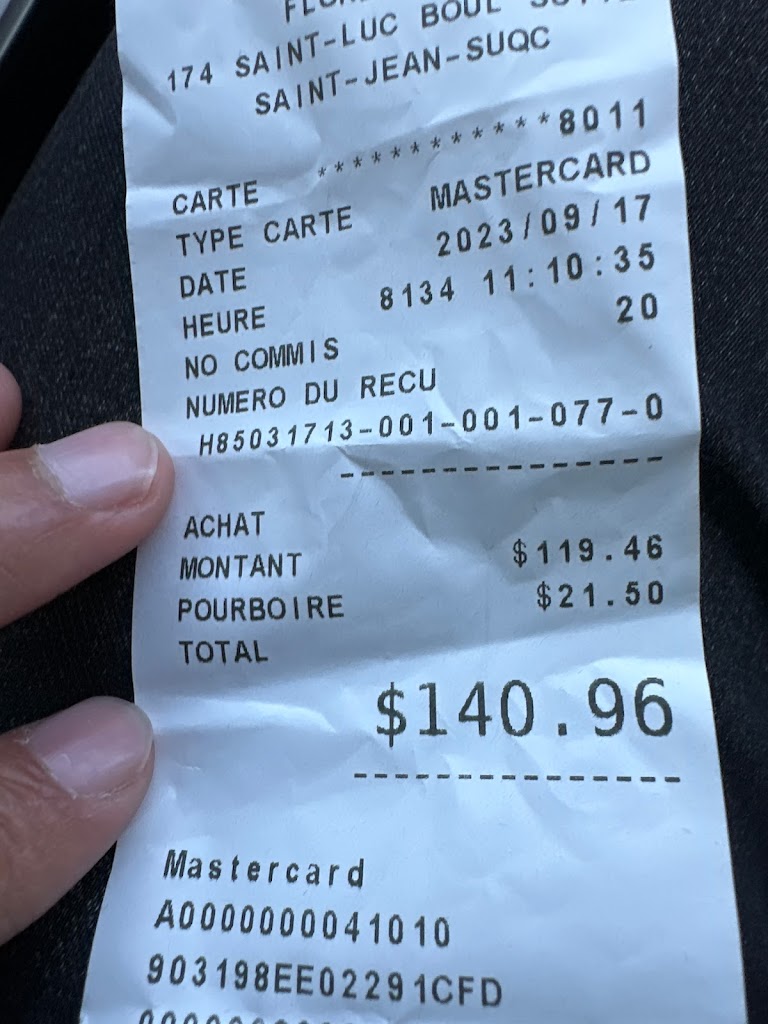 174 SAINT-LUC BOUL
SAINT-JEAN-SUQC
CARTE ************8011
TYPE CARTE MASTERCARD
DATE 2023/09/17
HEURE 8134 11:10:35
NO COMMIS 20
NUMERO DU RECU
H85031713-001-001-077-0
---------------
ACHAT
MONTANT $119.46
POURBOIRE $21.50
TOTAL
$140.96
---------------
Mastercard
A0000000041010
903198EE02291CFD